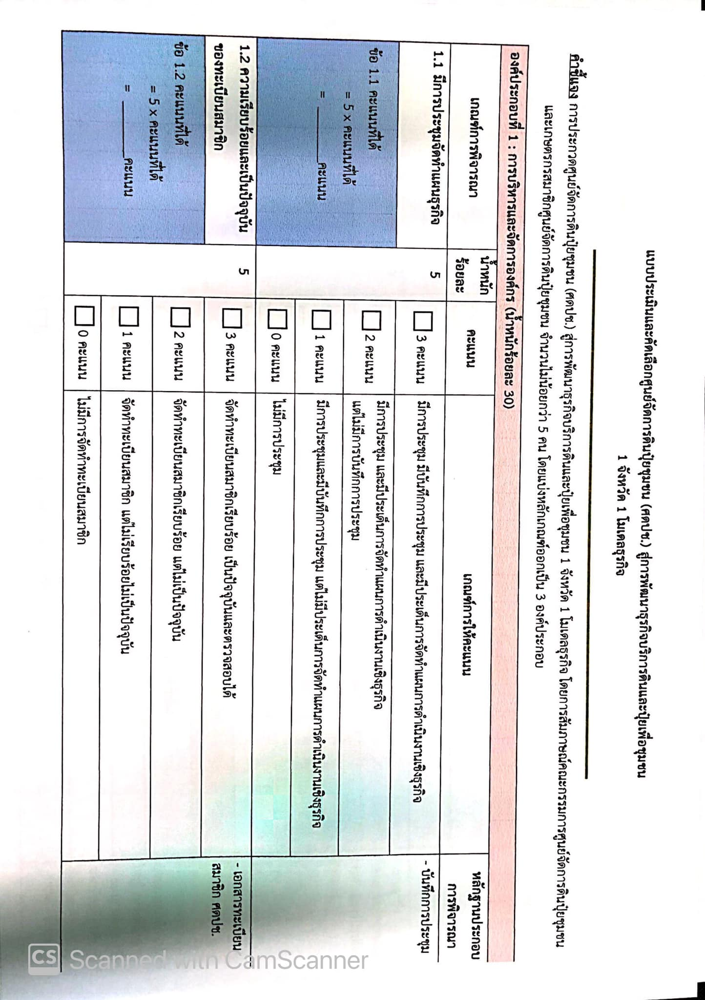 แบบประเมินและคัดเลือกศูนย์จัดการดินปุ๋ยชุมชน (ศดปช.) สู่การพัฒนาธุรกิจบริการดินและปุ๋ยเพื่อชุมชน
1 จังหวัด 1 โมเดลธุรกิจ
คำชี้แจง การประกวดศูนย์จัดการดินปุ๋ยชุมชน (ศดปช.) สู่การพัฒนาธุรกิจบริการดินและปุ๋ยเพื่อชุมชน 1 จังหวัด 1 โมเดลธุรกิจ โดยการสัมภาษณ์คณะกรรมการศูนย์จัดการดินปุ๋ยชุมชน
และเกษตรกรสมาชิกศูนย์จัดการดินปุ๋ยชุมชน จำนวนไม่น้อยกว่า 5 คน โดยแบ่งหลักเกณฑ์ออกเป็น 3 องค์ประกอบ
องค์ประกอบที่ 1 : การบริหารและจัดการองค์กร (น้ำหนักร้อยละ 30)
เกณฑ์การพิจารณา
น้ำหนัก
ร้อยละ
คะแนน
เกณฑ์การให้คะแนน
หลักฐานประกอบ
การพิจารณา
1.1 มีการประชุมจัดทำแผนธุรกิจ
5
3 คะแนน
มีการประชุม มีบันทึกการประชุม และมีประเด็นการจัดทำแผนการดำเนินงานเชิงธุรกิจ
- บันทึกการประชุม
ข้อ 1.1 คะแนนที่ได้
= 5 x คะแนนที่ได้
= ________คะแนน
2 คะแนน
มีการประชุม และมีประเด็นการจัดทำแผนการดำเนินงานเชิงธุรกิจ
แต่ไม่มีการบันทึกการประชุม
1 คะแนน
มีการประชุมและมีบันทึกการประชุม แต่ไม่มีประเด็นการจัดทำแผนการดำเนินงานเชิงธุรกิจ
0 คะแนน
ไม่มีการประชุม
1.2 ความเรียบร้อยและเป็นปัจจุบัน
ของทะเบียนสมาชิก
5
3 คะแนน
จัดทำทะเบียนสมาชิกเรียบร้อย เป็นปัจจุบันและตรวจสอบได้
- เอกสารทะเบียน
สมาชิก ศดปช.
ข้อ 1.2 คะแนนที่ได้
= 5 x คะแนนที่ได้
= ________คะแนน
2 คะแนน
จัดทำทะเบียนสมาชิกเรียบร้อย แต่ไม่เป็นปัจจุบัน
1 คะแนน
จัดทำทะเบียนสมาชิก แต่ไม่เรียบร้อยไม่เป็นปัจจุบัน
0 คะแนน
ไม่มีการจัดทำทะเบียนสมาชิก
CS Scanned with CamScanner